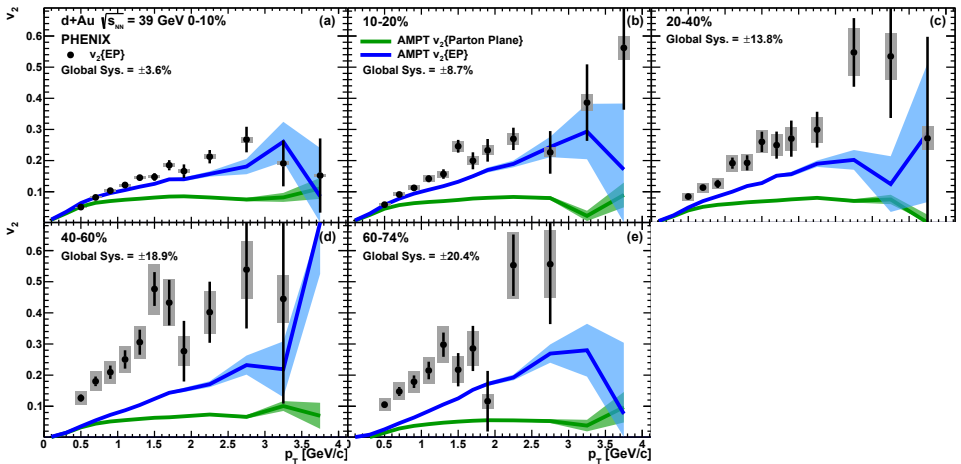 v₂
d+Au √s_NN = 39 GeV 0-10%
(a)
PHENIX
v₂{EP}
Global Sys. = ±3.6%
10-20%
(b)
AMPT v₂{Parton Plane}
AMPT v₂{EP}
Global Sys. = ±8.7%
20-40%
(c)
Global Sys. = ±13.8%
0.6
0.5
0.4
0.3
0.2
0.1
v₂
40-60%
(d)
Global Sys. = ±18.9%
60-74%
(e)
Global Sys. = ±20.4%
0.6
0.5
0.4
0.3
0.2
0.1
0 0.5 1 1.5 2 2.5 3 3.5 4
0.5 1 1.5 2 2.5 3 3.5 4
p_T [GeV/c]
p_T [GeV/c]